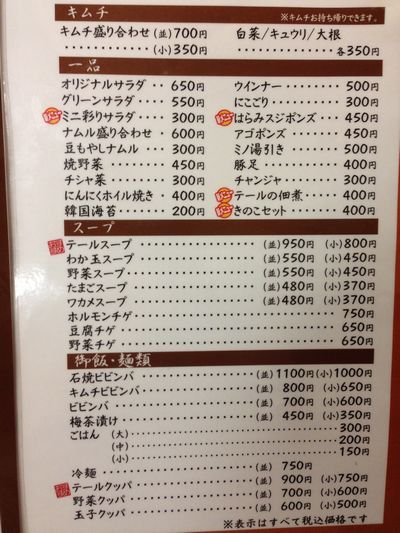 キムチ ※キムチお持ち帰りできます。
キムチ盛り合わせ(並)700円 白菜/キュウリ/大根
(小)350円 各350円
一品
オリジナルサラダ・・650円 ウインナー・・・・・・500円
グリーンサラダ・・・550円 にこごり・・・・・・・300円
ミニ彩りサラダ・・・300円 はらみスジポンズ・・450円
ナムル盛り合わせ・600円 アゴポンズ・・・・・450円
豆もやしナムル・・・300円 ミノ湯引き・・・・・500円
焼野菜・・・・・・450円 豚足・・・・・・・・400円
チシャ菜・・・・・300円 チャンジャ・・・・・300円
にんにくホイル焼き・400円 テールの佃煮・・・・400円
韓国海苔・・・・・200円 きのこセット・・・・400円
スープ
テールスープ (並)950円 (小)800円
わか玉スープ (並)550円 (小)450円
野菜スープ (並)550円 (小)450円
たまごスープ (並)480円 (小)370円
ワカメスープ (並)480円 (小)370円
ホルモンチゲ 750円
豆腐チゲ 650円
野菜チゲ 650円
御飯・麺類
石焼ビビンバ (並)1100円 (小)1000円
キムチビビンバ (並)800円 (小)650円
ビビンバ (並)700円 (小)600円
梅茶漬け (並)450円 (小)350円
ごはん (大) 300円
(中) 200円
(小) 150円
冷麺 (並)750円
テールクッパ (並)900円 (小)750円
野菜クッパ (並)700円 (小)600円
玉子クッパ (並)600円 (小)500円
※表示はすべて税込価格です